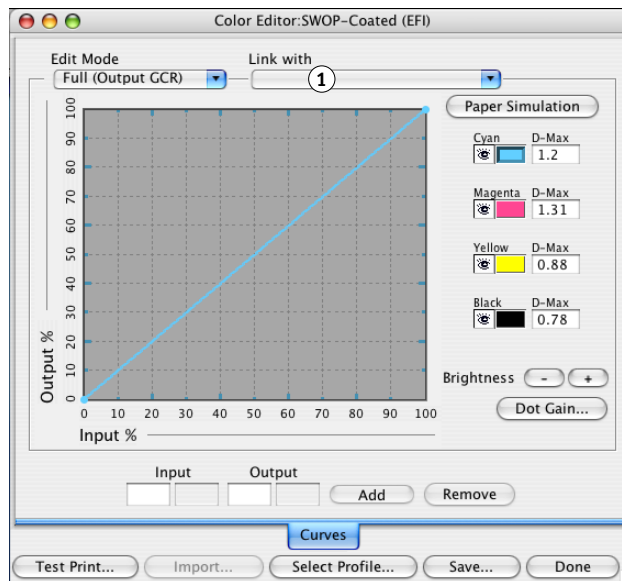 Color Editor:SWOP-Coated (EFI)
Edit Mode
Link with
Full (Output GCR)
1
Paper Simulation
Cyan D-Max
1.2
Magenta D-Max
1.31
Yellow D-Max
0.88
Black D-Max
0.78
Brightness - +
Dot Gain...
Output %
100
90
80
70
60
50
40
30
20
10
0
0 10 20 30 40 50 60 70 80 90 100
Input %
Input Output
Add Remove
Curves
Test Print... Import... Select Profile... Save... Done